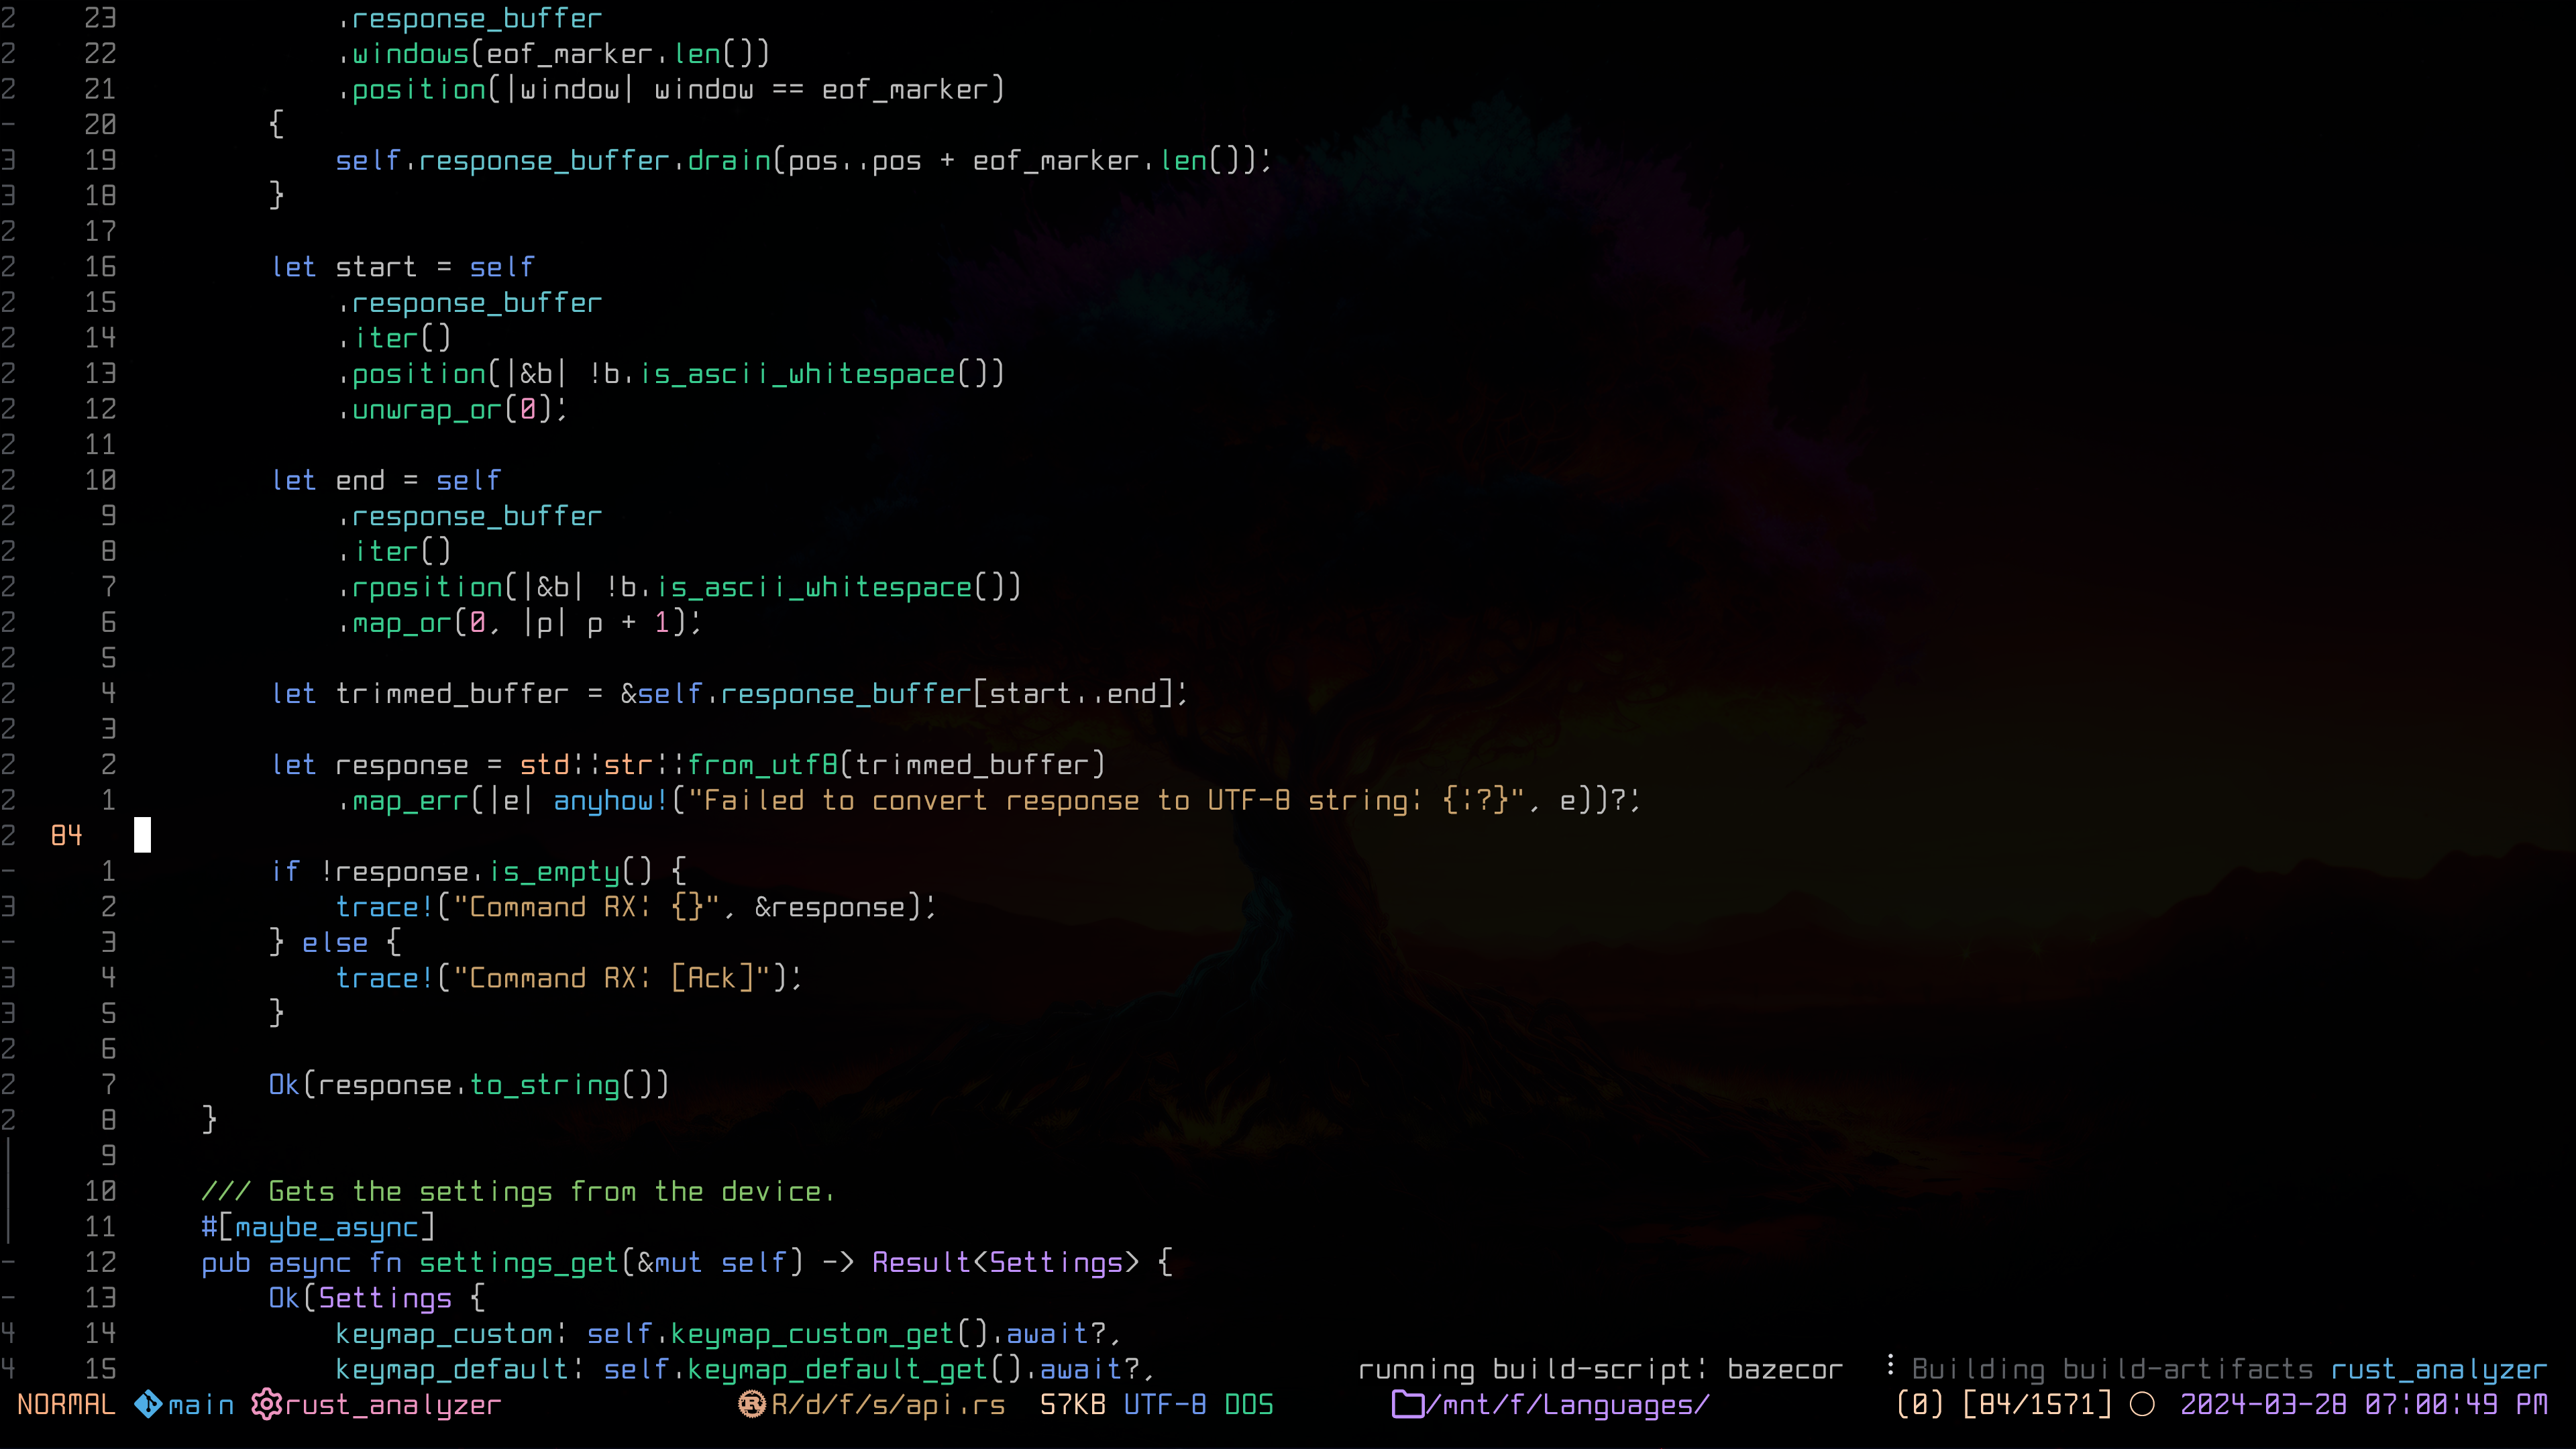 2 23 .response_buffer
2 22 .windows(eof_marker.len())
2 21 .position(|window| window == eof_marker)
- 20 {
3 19 self.response_buffer.drain(pos..pos + eof_marker.len());
3 18 }
2 17
2 16 let start = self
2 15 .response_buffer
2 14 .iter()
2 13 .position(|&b| !b.is_ascii_whitespace())
2 12 .unwrap_or(0);
2 11
2 10 let end = self
2 9 .response_buffer
2 8 .iter()
2 7 .rposition(|&b| !b.is_ascii_whitespace())
2 6 .map_or(0, |p| p + 1);
2 5
2 4 let trimmed_buffer = &self.response_buffer[start..end];
2 3
2 2 let response = std::str::from_utf8(trimmed_buffer)
2 1 .map_err(|e| anyhow!("Failed to convert response to UTF-8 string: {:?}", e))?;
2 84
- 1 if !response.is_empty() {
3 2 trace!("Command RX: {}", &response);
- 3 } else {
3 4 trace!("Command RX: [Ack]");
3 5 }
2 6
2 7 Ok(response.to_string())
2 8 }
│ 9
│ 10 /// Gets the settings from the device.
│ 11 #[maybe_async]
- 12 pub async fn settings_get(&mut self) -> Result<Settings> {
- 13 Ok(Settings {
4 14 keymap_custom: self.keymap_custom_get().await?,
4 15 keymap_default: self.keymap_default_get().await?, running build-script: bazecor Building build-artifacts rust_analyzer
NORMAL main rust_analyzer R/d/f/s/api.rs 57KB UTF-8 DOS /mnt/f/Languages/ (0) [84/1571] 2024-03-28 07:00:49 PM